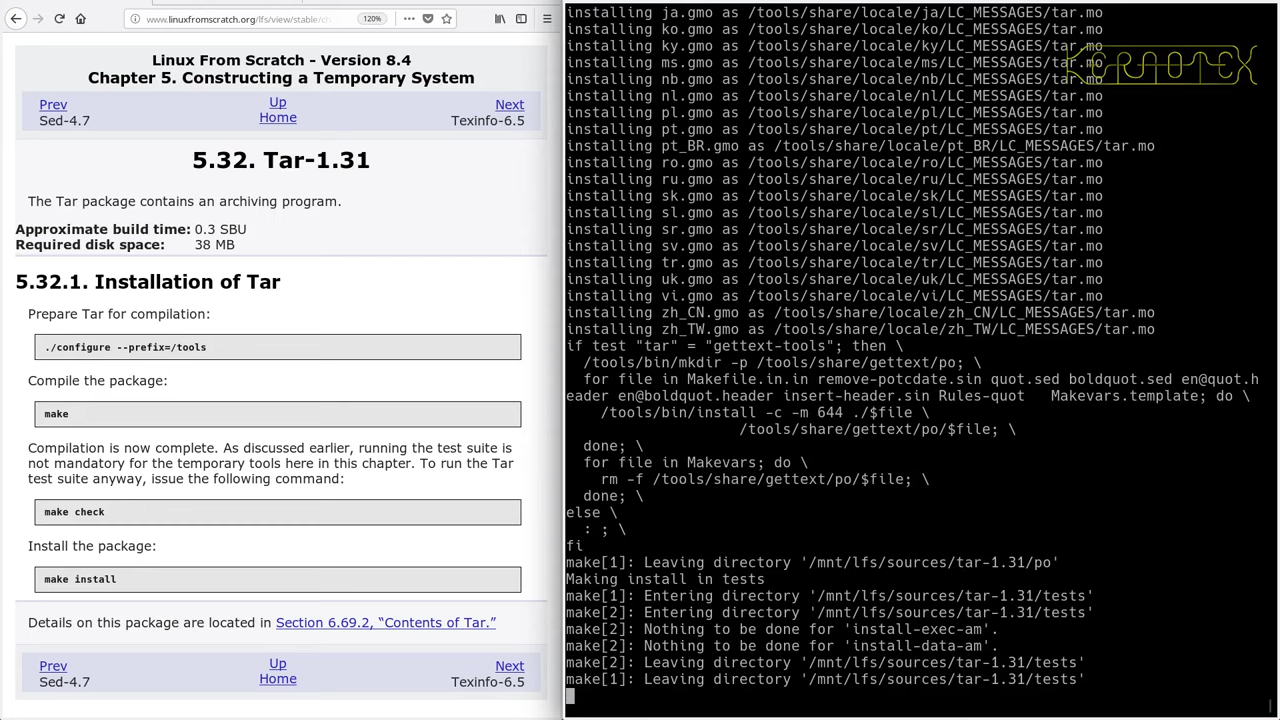 www.linuxfromscratch.org/lfs/view/stable/ch
120%
Linux From Scratch - Version 8.4
Chapter 5. Constructing a Temporary System
Prev
Up
Next
Sed-4.7
Home
Texinfo-6.5
5.32. Tar-1.31
The Tar package contains an archiving program.
Approximate build time: 0.3 SBU
Required disk space: 38 MB
5.32.1. Installation of Tar
Prepare Tar for compilation:
./configure --prefix=/tools
Compile the package:
make
Compilation is now complete. As discussed earlier, running the test suite is
not mandatory for the temporary tools here in this chapter. To run the Tar
test suite anyway, issue the following command:
make check
Install the package:
make install
Details on this package are located in Section 6.69.2, “Contents of Tar.”
Prev
Up
Next
Sed-4.7
Home
Texinfo-6.5
installing ja.gmo as /tools/share/locale/ja/LC_MESSAGES/tar.mo
installing ko.gmo as /tools/share/locale/ko/LC_MESSAGES/tar.mo
installing ky.gmo as /tools/share/locale/ky/LC_MESSAGES/tar.mo
installing ms.gmo as /tools/share/locale/ms/LC_MESSAGES/tar.mo
installing nb.gmo as /tools/share/locale/nb/LC_MESSAGES/tar.mo
installing nl.gmo as /tools/share/locale/nl/LC_MESSAGES/tar.mo
installing pl.gmo as /tools/share/locale/pl/LC_MESSAGES/tar.mo
installing pt.gmo as /tools/share/locale/pt/LC_MESSAGES/tar.mo
installing pt_BR.gmo as /tools/share/locale/pt_BR/LC_MESSAGES/tar.mo
installing ro.gmo as /tools/share/locale/ro/LC_MESSAGES/tar.mo
installing ru.gmo as /tools/share/locale/ru/LC_MESSAGES/tar.mo
installing sk.gmo as /tools/share/locale/sk/LC_MESSAGES/tar.mo
installing sl.gmo as /tools/share/locale/sl/LC_MESSAGES/tar.mo
installing sr.gmo as /tools/share/locale/sr/LC_MESSAGES/tar.mo
installing sv.gmo as /tools/share/locale/sv/LC_MESSAGES/tar.mo
installing tr.gmo as /tools/share/locale/tr/LC_MESSAGES/tar.mo
installing uk.gmo as /tools/share/locale/uk/LC_MESSAGES/tar.mo
installing vi.gmo as /tools/share/locale/vi/LC_MESSAGES/tar.mo
installing zh_CN.gmo as /tools/share/locale/zh_CN/LC_MESSAGES/tar.mo
installing zh_TW.gmo as /tools/share/locale/zh_TW/LC_MESSAGES/tar.mo
if test "tar" = "gettext-tools"; then \
/tools/bin/mkdir -p /tools/share/gettext/po; \
for file in Makefile.in.in remove-potcdate.sin quot.sed boldquot.sed en@quot.h
eader en@boldquot.header insert-header.sin Rules-quot Makevars.template; do \
/tools/bin/install -c -m 644 ./$file \
/tools/share/gettext/po/$file; \
done; \
for file in Makevars; do \
rm -f /tools/share/gettext/po/$file; \
done; \
else \
: ; \
fi
make[1]: Leaving directory '/mnt/lfs/sources/tar-1.31/po'
Making install in tests
make[1]: Entering directory '/mnt/lfs/sources/tar-1.31/tests'
make[2]: Entering directory '/mnt/lfs/sources/tar-1.31/tests'
make[2]: Nothing to be done for 'install-exec-am'.
make[2]: Nothing to be done for 'install-data-am'.
make[2]: Leaving directory '/mnt/lfs/sources/tar-1.31/tests'
make[1]: Leaving directory '/mnt/lfs/sources/tar-1.31/tests'